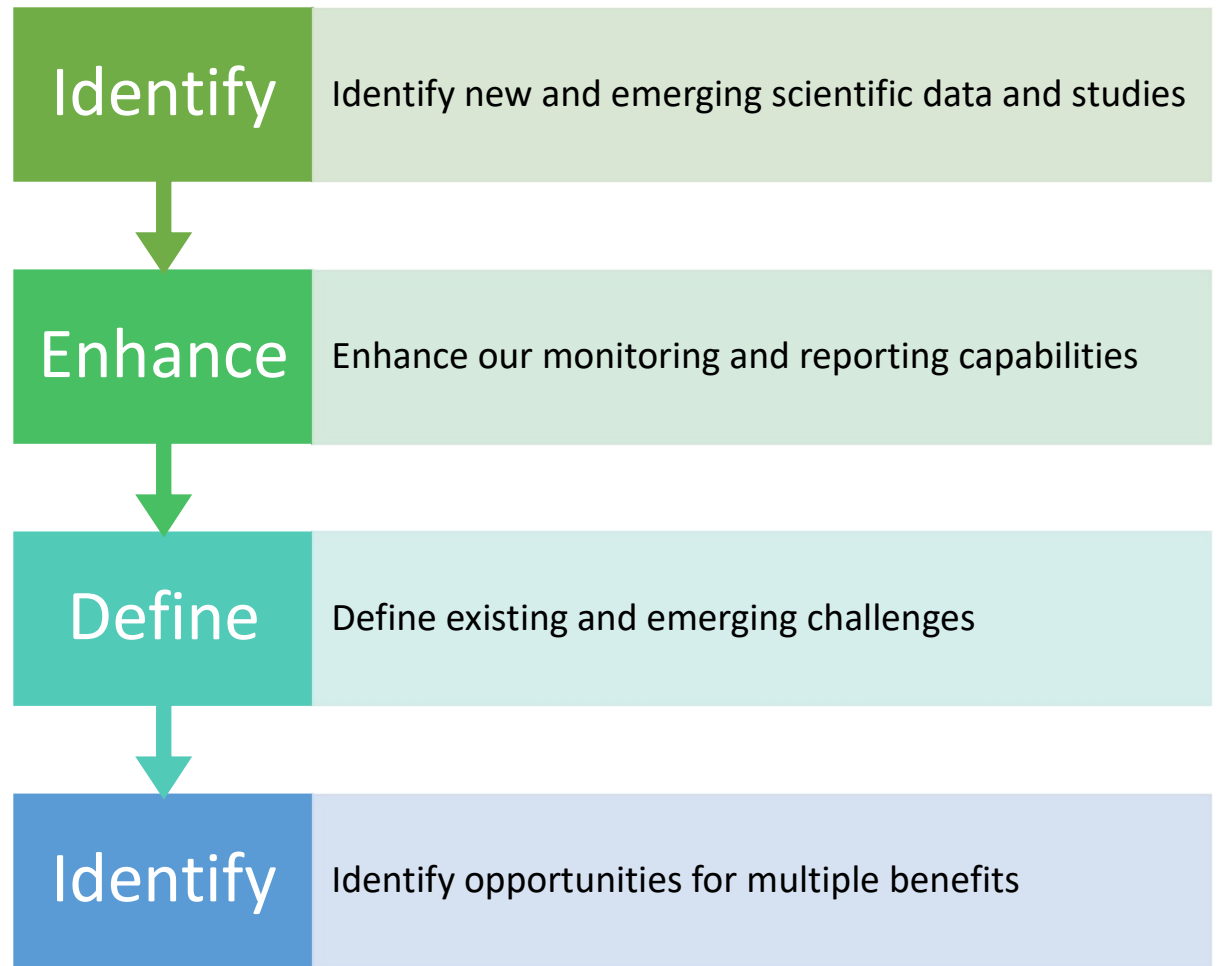 Identify
Identify new and emerging scientific data and studies
Enhance
Enhance our monitoring and reporting capabilities
Define
Define existing and emerging challenges
Identify
Identify opportunities for multiple benefits